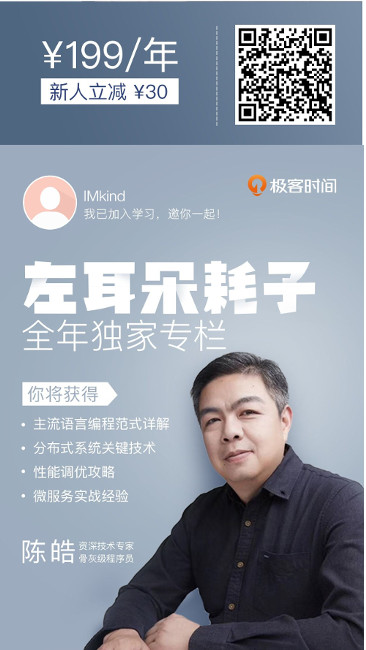 ¥199/年
新人立减 ¥30
IMkind
极客时间
我已加入学习，邀你一起！
左耳朵耗子
全年独家专栏
你将获得
• 主流语言编程范式详解
• 分布式系统关键技术
• 性能调优攻略
• 微服务实战经验
陈皓
资深技术专家
骨灰级程序员